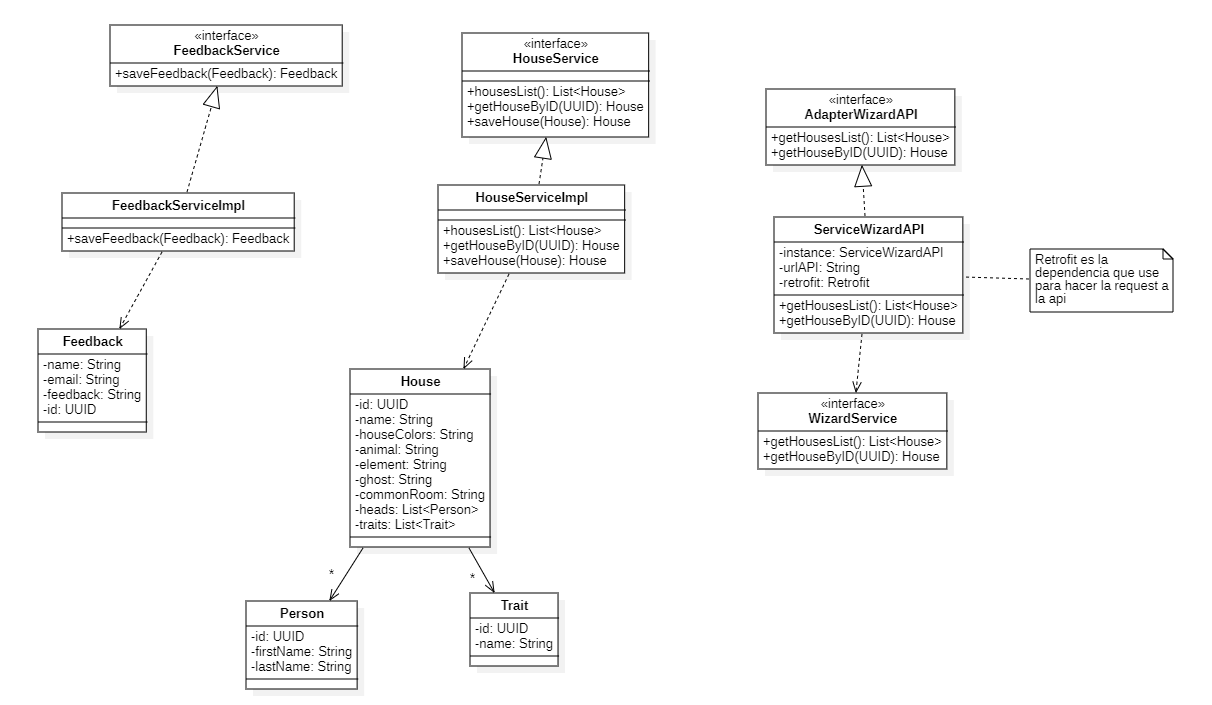 «interface»
FeedbackService
+saveFeedback(Feedback): Feedback
FeedbackServiceImpl
+saveFeedback(Feedback): Feedback
Feedback
-name: String
-email: String
-feedback: String
-id: UUID
«interface»
HouseService
+housesList(): List<House>
+getHouseByID(UUID): House
+saveHouse(House): House
HouseServiceImpl
+housesList(): List<House>
+getHouseByID(UUID): House
+saveHouse(House): House
House
-id: UUID
-name: String
-houseColors: String
-animal: String
-element: String
-ghost: String
-commonRoom: String
-heads: List<Person>
-traits: List<Trait>
*
*
Person
-id: UUID
-firstName: String
-lastName: String
Trait
-id: UUID
-name: String
«interface»
AdapterWizardAPI
+getHousesList(): List<House>
+getHouseByID(UUID): House
ServiceWizardAPI
-instance: ServiceWizardAPI
-urlAPI: String
-retrofit: Retrofit
+getHousesList(): List<House>
+getHouseByID(UUID): House
Retrofit es la
dependencia que use
para hacer la request a
la api
«interface»
WizardService
+getHousesList(): List<House>
+getHouseByID(UUID): House